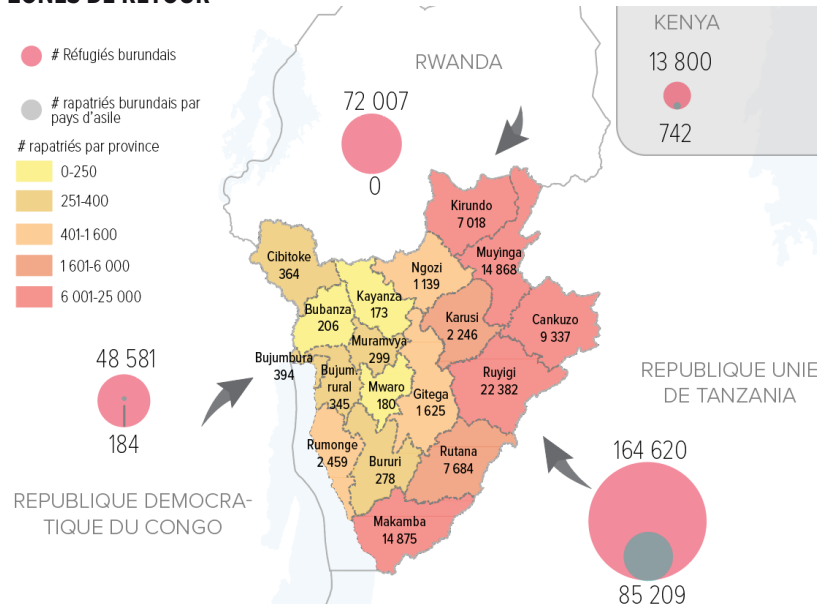 ZONES DE RETOUR
# Réfugiés burundais
# rapatriés burundais par
pays d'asile
# rapatriés par province
0-250
251-400
401-1 600
1 601-6 000
6 001-25 000
RWANDA
72 007
0
KENYA
13 800
742
Kirundo
7 018
Muyinga
14 868
Cibitoke
364
Ngozi
1 139
Kayanza
173
Bubanza
206
Karusi
2 246
Cankuzo
9 337
Muramvya
299
Bujumbura
394
Bujum.
rural
345
Mwaro
180
Gitega
1 625
Ruyigi
22 382
Rumonge
2 459
Bururi
278
Rutana
7 684
Makamba
14 875
48 581
184
REPUBLIQUE DEMOCRA-
TIQUE DU CONGO
REPUBLIQUE UNIE
DE TANZANIA
164 620
85 209